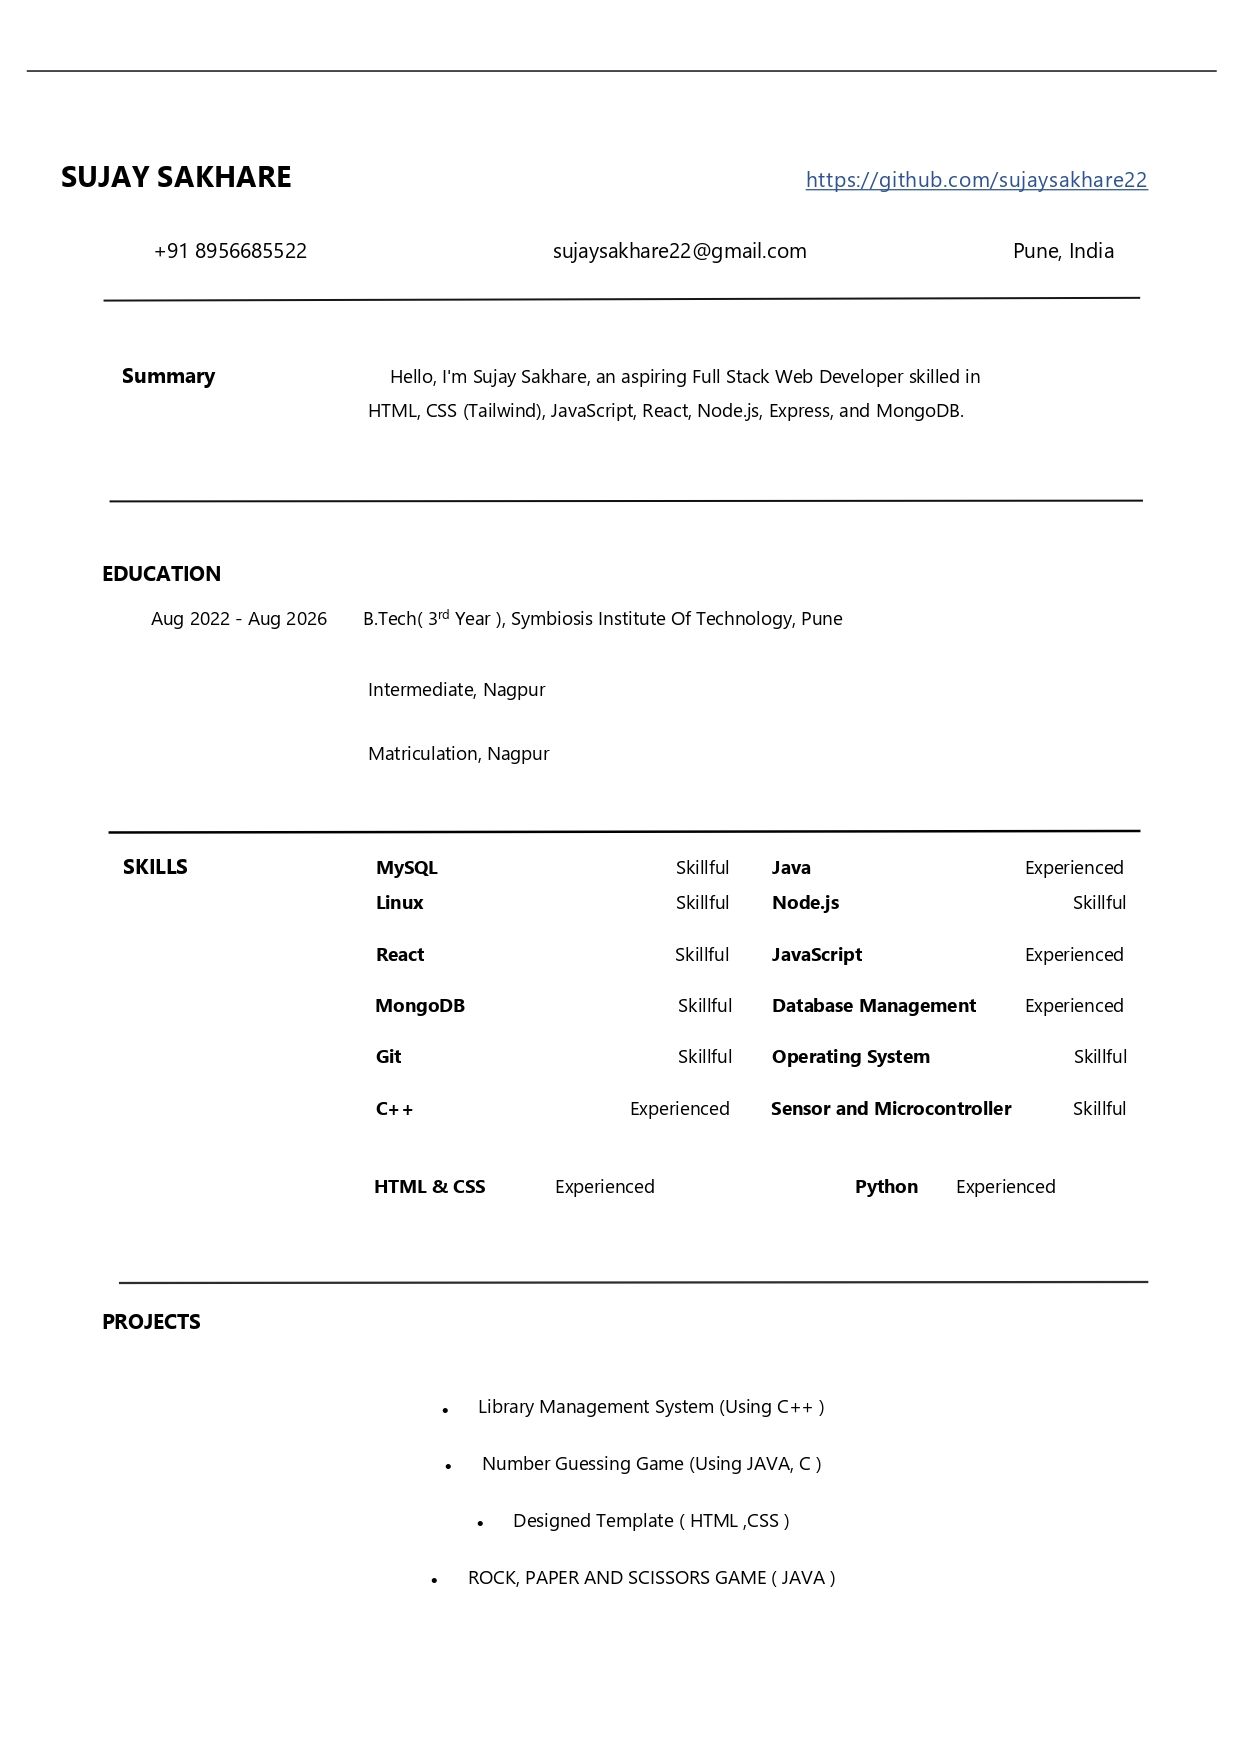 SUJAY SAKHARE https://github.com/sujaysakhare22
+91 8956685522 sujaysakhare22@gmail.com Pune, India
Summary Hello, I'm Sujay Sakhare, an aspiring Full Stack Web Developer skilled in
HTML, CSS (Tailwind), JavaScript, React, Node.js, Express, and MongoDB.
EDUCATION
Aug 2022 - Aug 2026 B.Tech( 3rd Year ), Symbiosis Institute Of Technology, Pune
Intermediate, Nagpur
Matriculation, Nagpur
SKILLS MySQL Skillful Java Experienced
Linux Skillful Node.js Skillful
React Skillful JavaScript Experienced
MongoDB Skillful Database Management Experienced
Git Skillful Operating System Skillful
C++ Experienced Sensor and Microcontroller Skillful
HTML & CSS Experienced Python Experienced
PROJECTS
• Library Management System (Using C++ )
• Number Guessing Game (Using JAVA, C )
• Designed Template ( HTML ,CSS )
• ROCK, PAPER AND SCISSORS GAME ( JAVA )